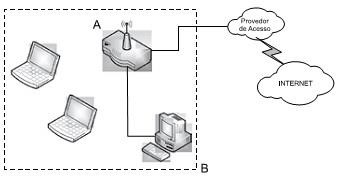 A
Provedor
de Acesso
INTERNET
B